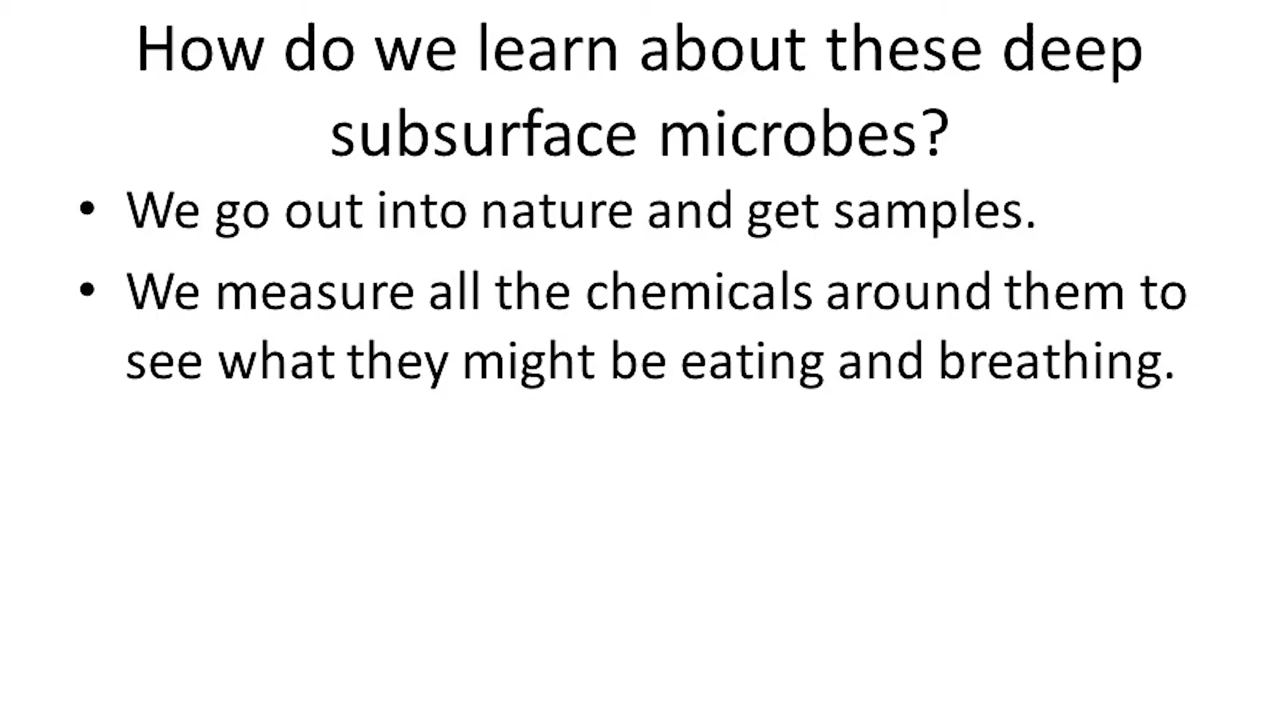 How do we learn about these deep
subsurface microbes?
• We go out into nature and get samples.
• We measure all the chemicals around them to
see what they might be eating and breathing.